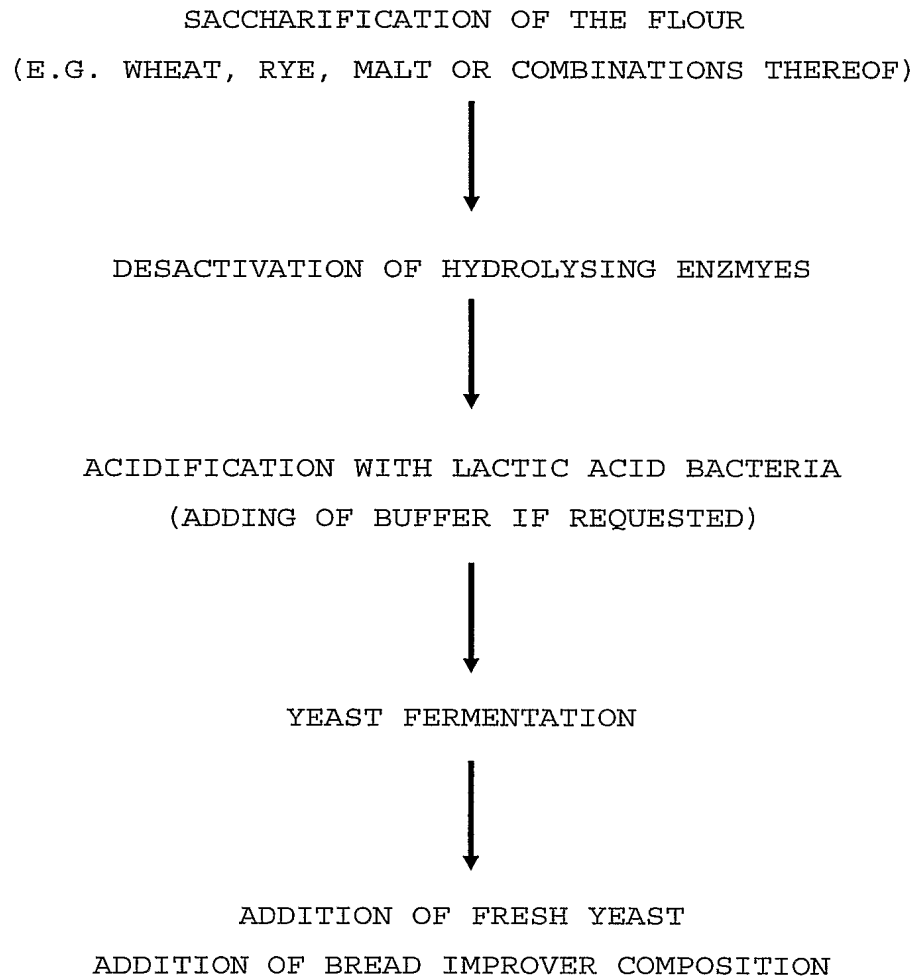 SACCHARIFICATION OF THE FLOUR
(E.G. WHEAT, RYE, MALT OR COMBINATIONS THEREOF)
DESACTIVATION OF HYDROLYSING ENZMYES
ACIDIFICATION WITH LACTIC ACID BACTERIA
(ADDING OF BUFFER IF REQUESTED)
YEAST FERMENTATION
ADDITION OF FRESH YEAST
ADDITION OF BREAD IMPROVER COMPOSITION